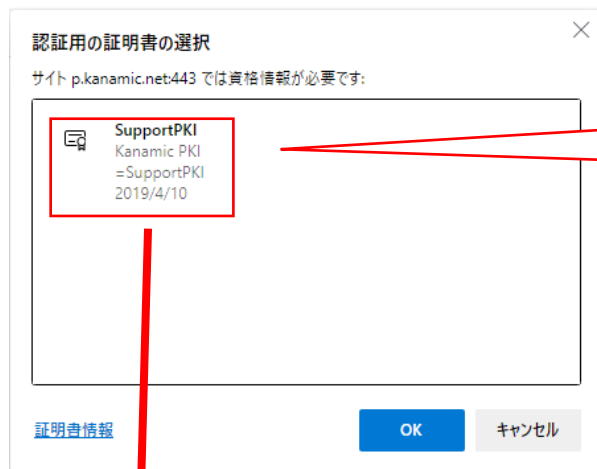 認証用の証明書の選択
サイト p.kanamic.net:443 では資格情報が必要です:
SupportPKI
Kanamic PKI
=SupportPKI
2019/4/10
証明書情報
OK
キャンセル